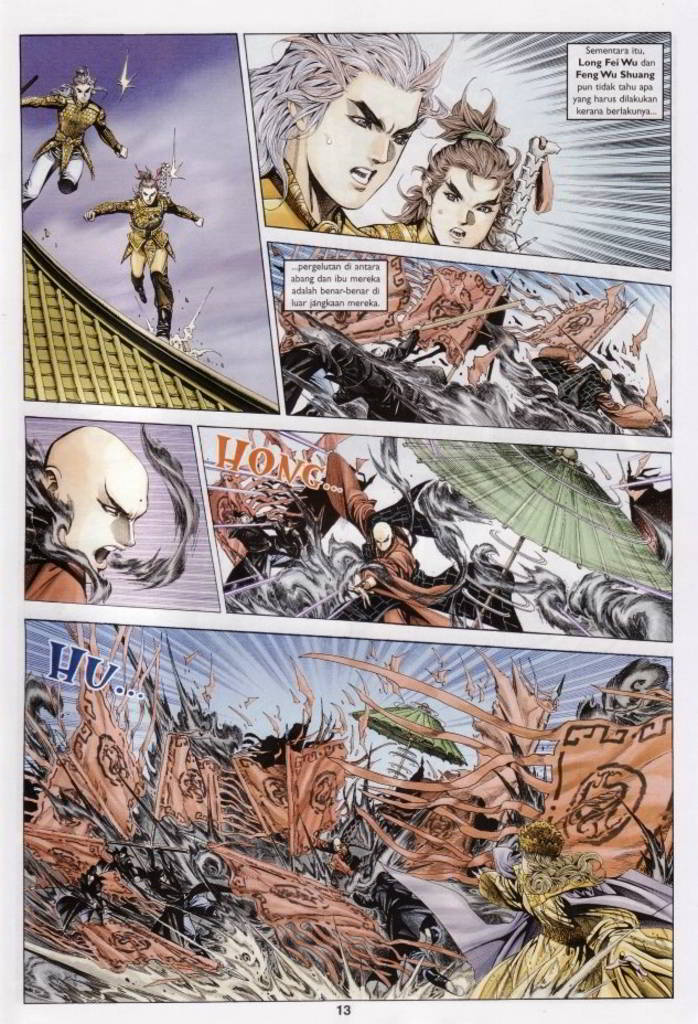 Sementara itu,
Long Fei Wu dan
Feng Wu Shuang
pun tidak tahu apa
yang harus dilakukan
kerana berlakunya...
...pergelutan di antara
abang dan ibu mereka
adalah benar-benar di
luar jangkaan mereka.
HONG...
HU...
13